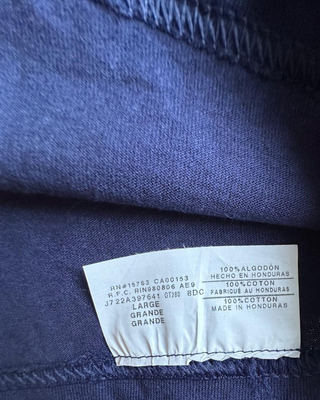 RN#15763 CA00153
R.F.C. RIN980806 AE9
J722A397641 GT280 8DC
LARGE
GRANDE
GRANDE
100% ALGODÓN
HECHO EN HONDURAS
100% COTON
FABRIQUÉ AU HONDURAS
100% COTTON
MADE IN HONDURAS